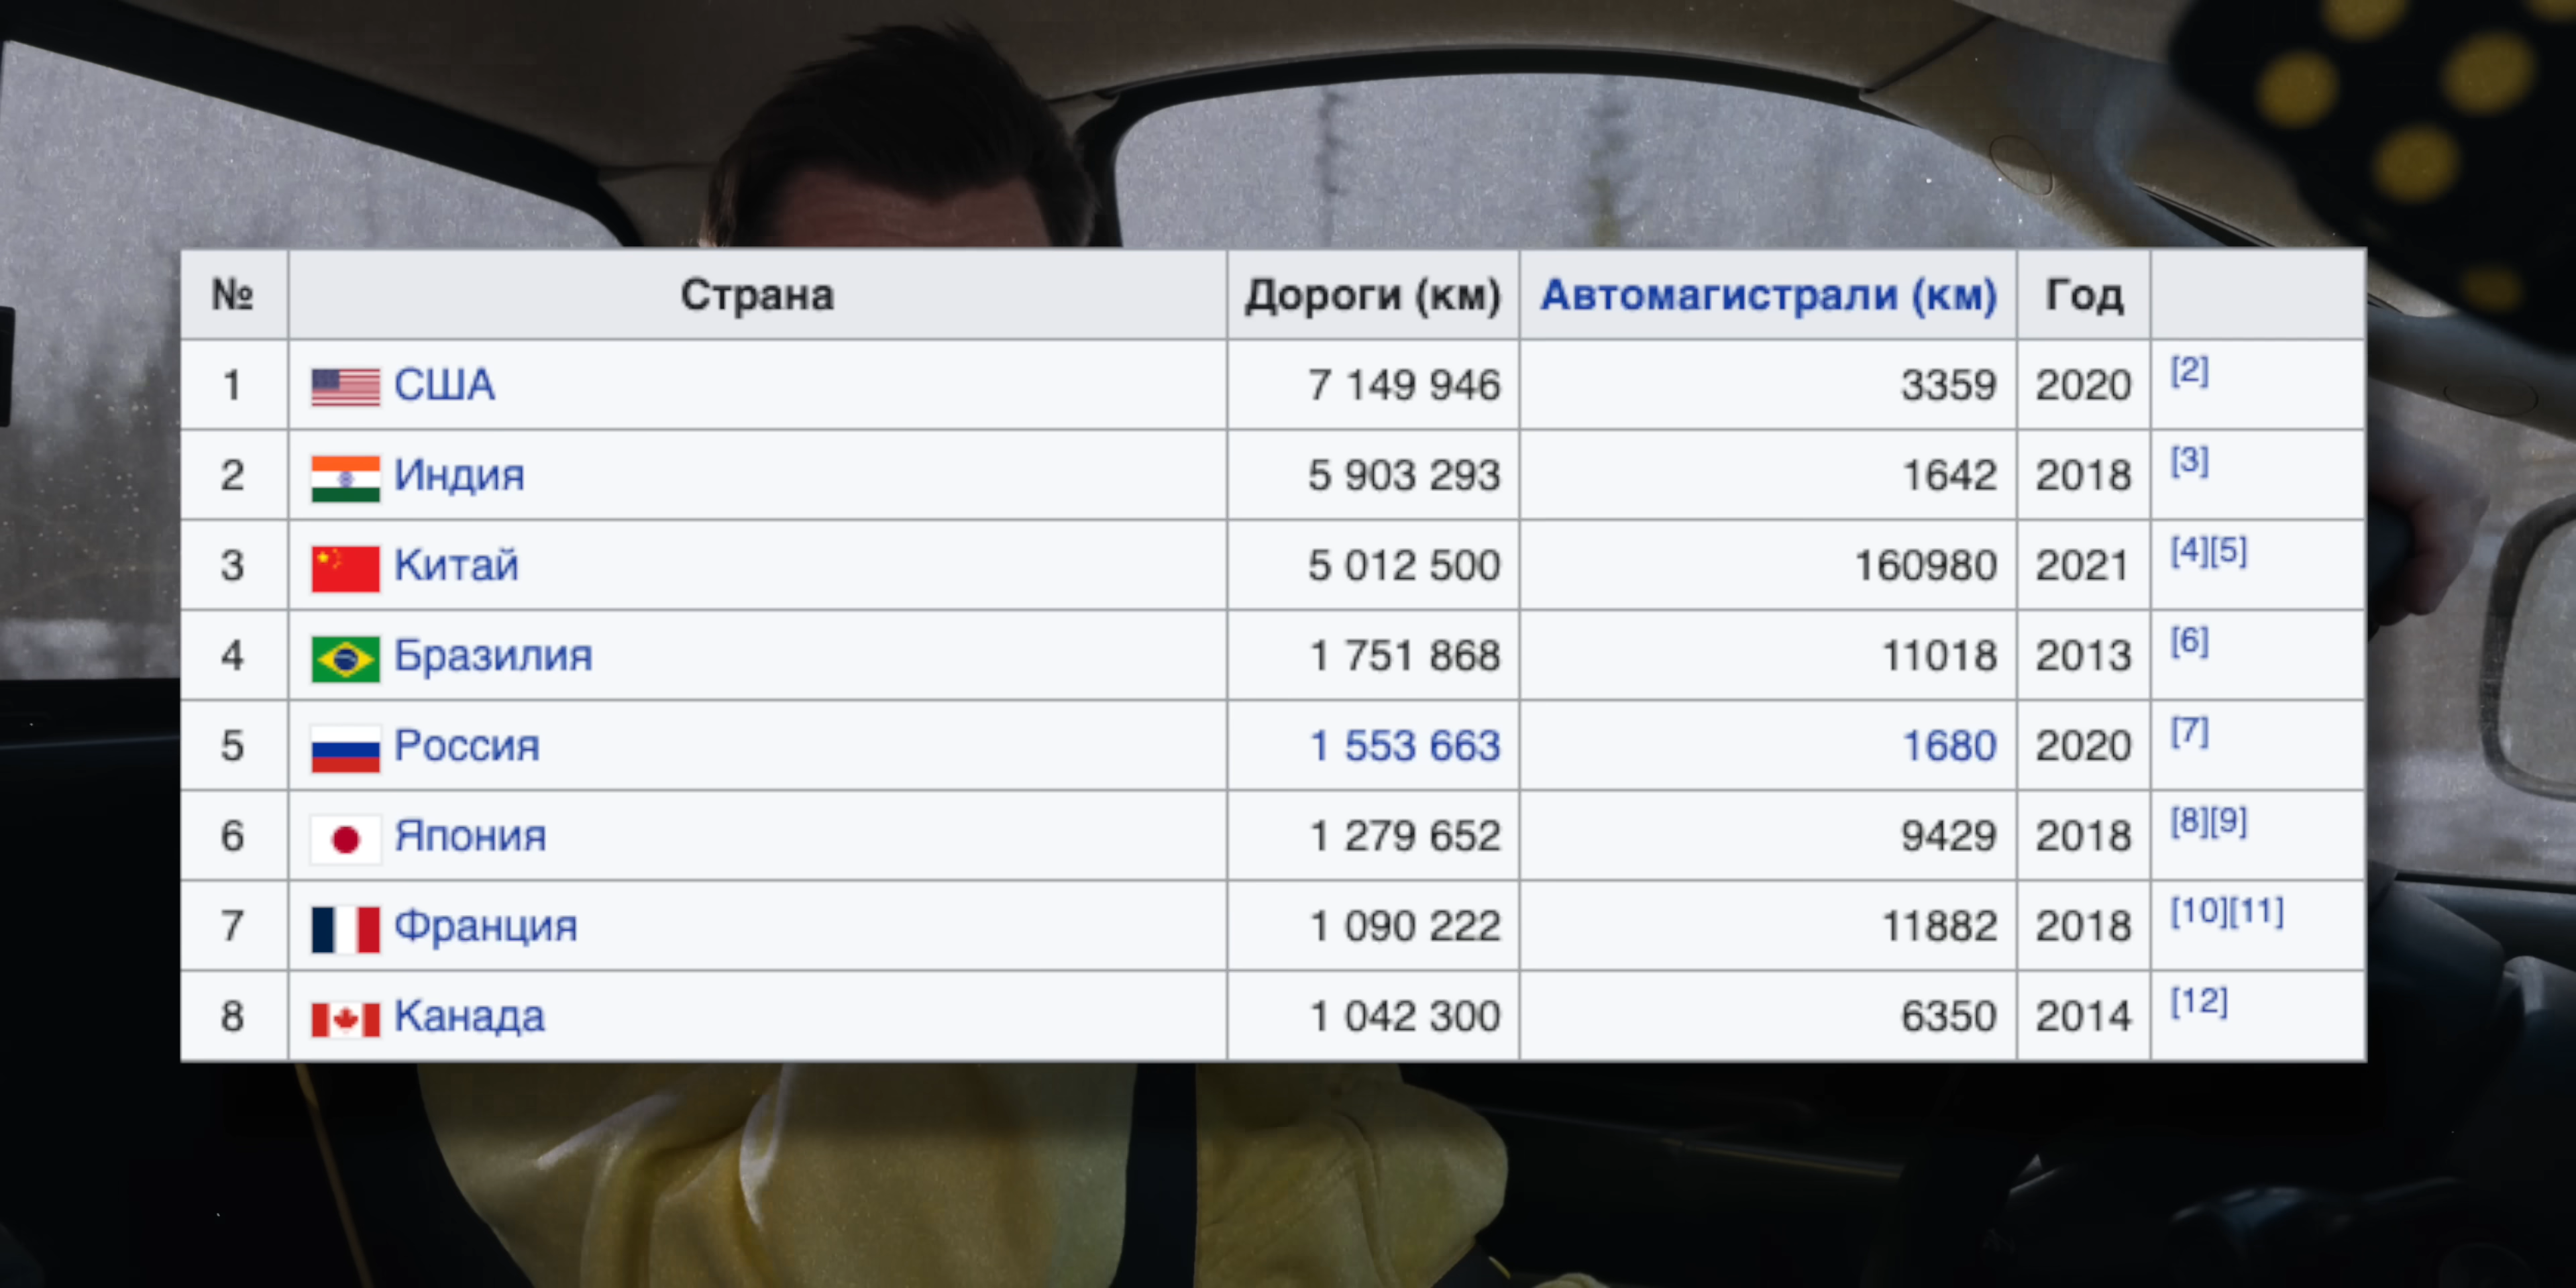 № Страна Дороги (км) Автомагистрали (км) Год
1 США 7 149 946 3359 2020 [2]
2 Индия 5 903 293 1642 2018 [3]
3 Китай 5 012 500 160980 2021 [4][5]
4 Бразилия 1 751 868 11018 2013 [6]
5 Россия 1 553 663 1680 2020 [7]
6 Япония 1 279 652 9429 2018 [8][9]
7 Франция 1 090 222 11882 2018 [10][11]
8 Канада 1 042 300 6350 2014 [12]